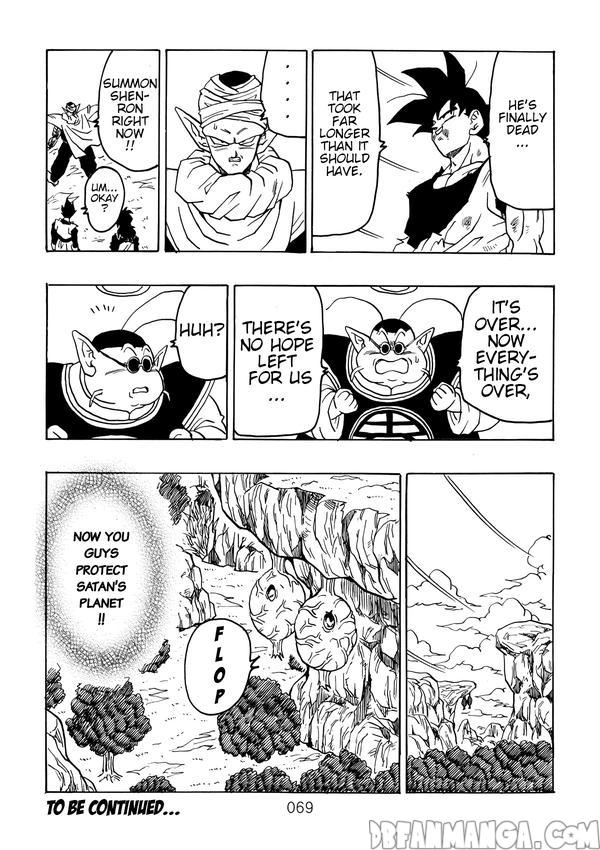 HE'S
FINALLY
DEAD
...
THAT
TOOK
FAR
LONGER
THAN IT
SHOULD
HAVE.
...
SUMMON
SHEN-
RON
RIGHT
NOW
!!
UM...
OKAY
?
IT'S
OVER...
NOW
EVERY-
THING'S
OVER,
THERE'S
NO HOPE
LEFT
FOR US
...
HUH?
FLOP
NOW YOU
GUYS
PROTECT
SATAN'S
PLANET
!!
TO BE CONTINUED...
069
DBFANMANGA.COM